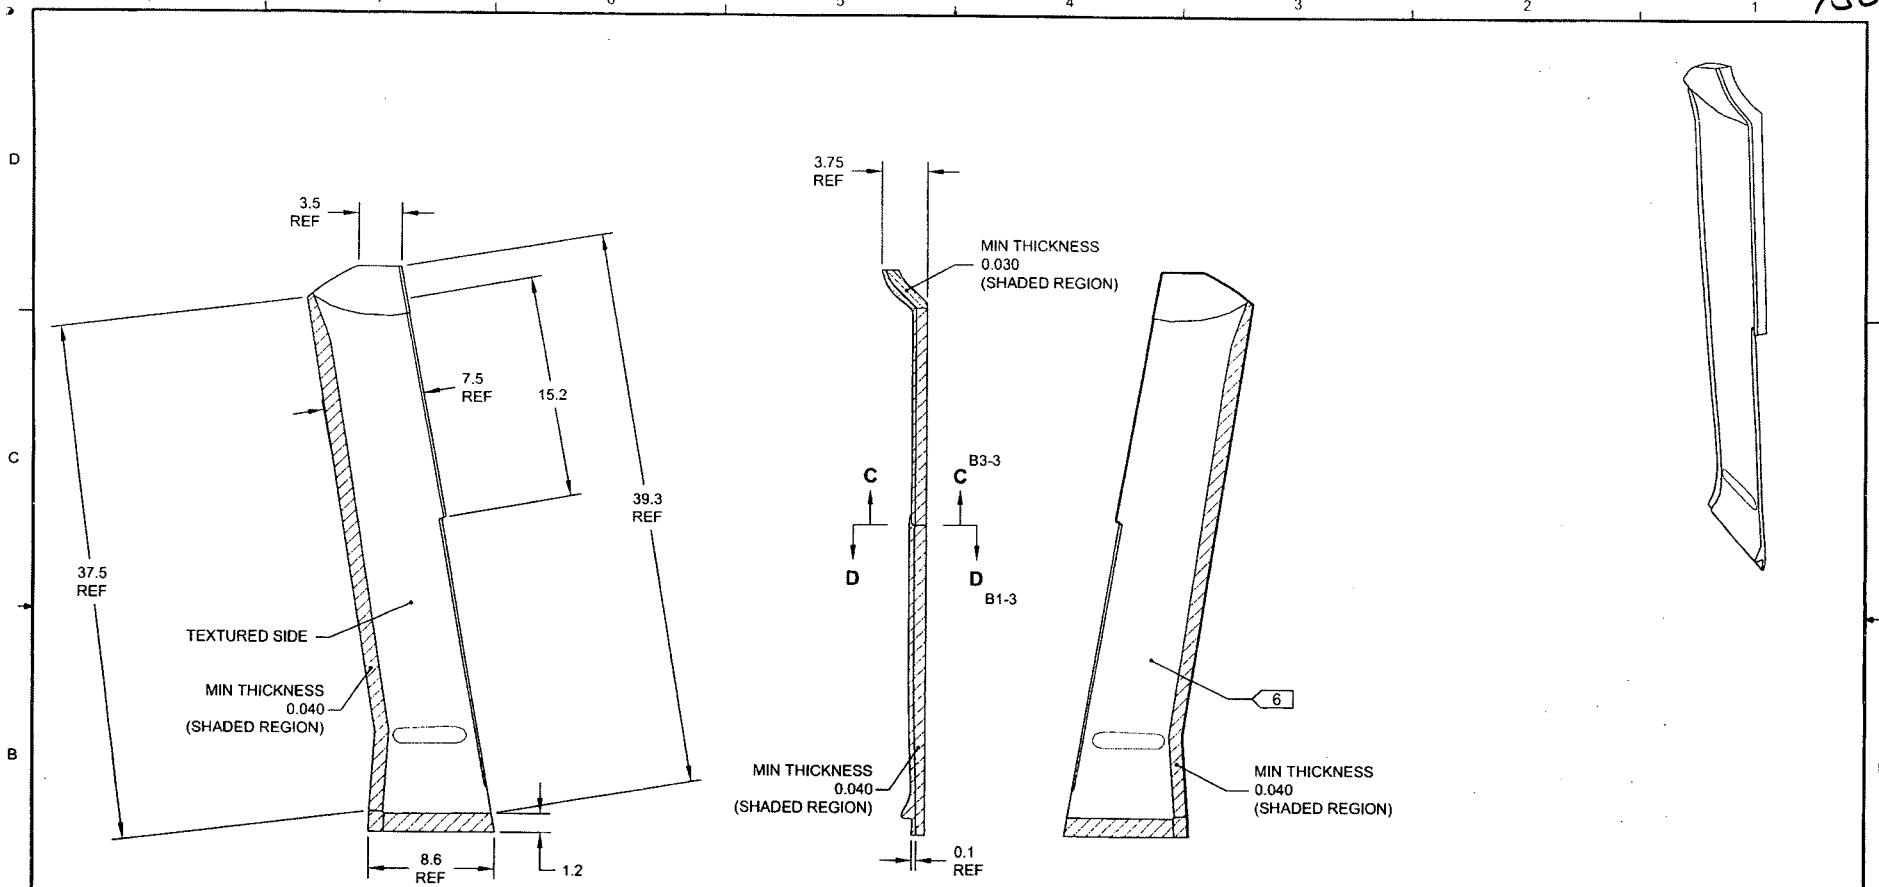 6
5
4
3
2
1
D
3.5
REF
3.75
REF
MIN THICKNESS
0.030
(SHADED REGION)
7.5
REF
15.2
C
39.3
REF
C
C
B3-3
D
D
B1-3
37.5
REF
TEXTURED SIDE
MIN THICKNESS
0.040
(SHADED REGION)
6
B
MIN THICKNESS
0.040
(SHADED REGION)
MIN THICKNESS
0.040
(SHADED REGION)
8.6
REF
1.2
0.1
REF